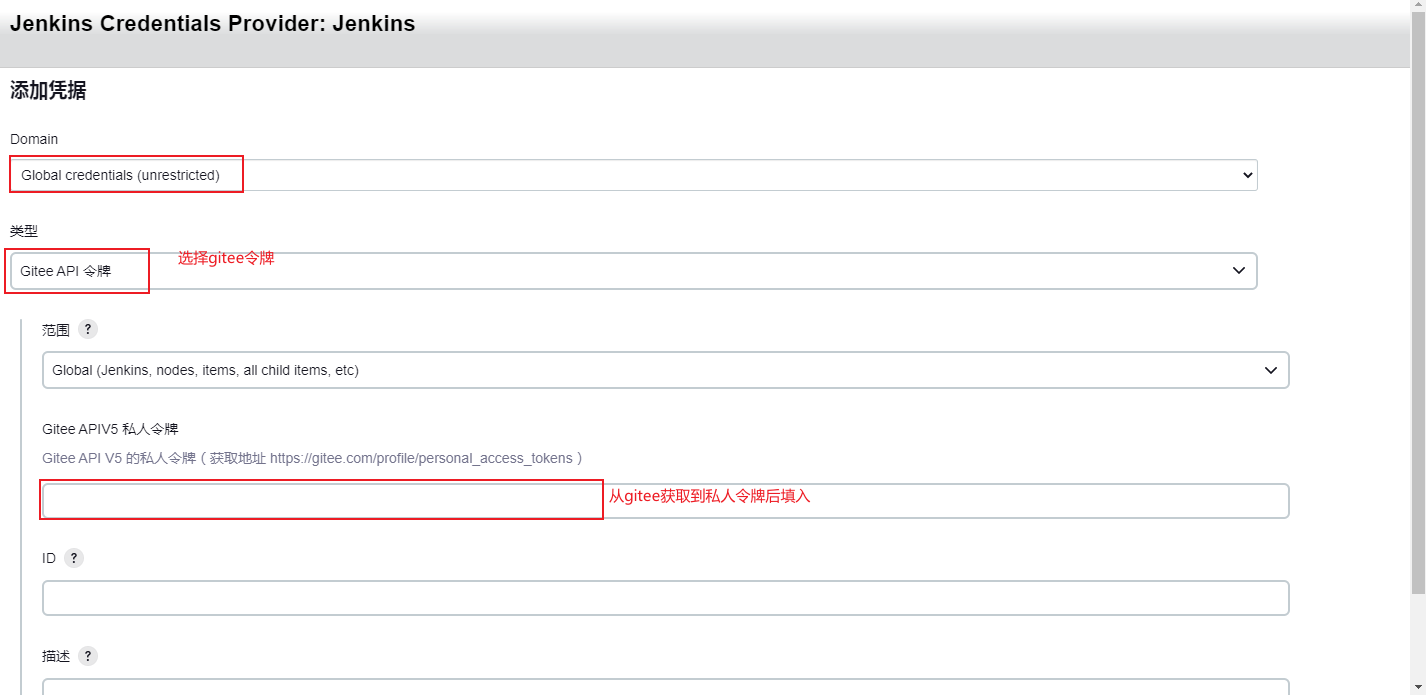 Jenkins Credentials Provider: Jenkins
添加凭据
Domain
Global credentials (unrestricted)
类型
选择gitee令牌
Gitee API 令牌
范围 ?
Global (Jenkins, nodes, items, all child items, etc)
Gitee APIV5 私人令牌
Gitee API V5 的私人令牌 ( 获取地址 https://gitee.com/profile/personal_access_tokens )
从gitee获取到私人令牌后填入
ID ?
描述 ?